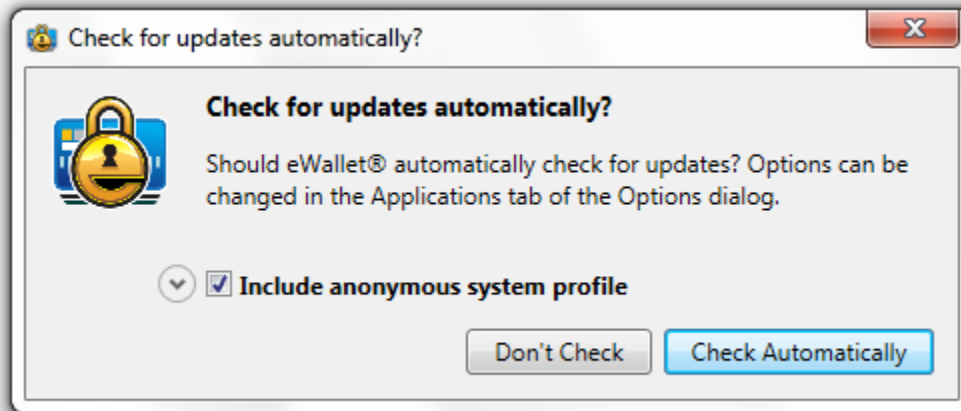 Check for updates automatically?
Check for updates automatically?
Should eWallet® automatically check for updates? Options can be
changed in the Applications tab of the Options dialog.
Include anonymous system profile
Don't Check
Check Automatically